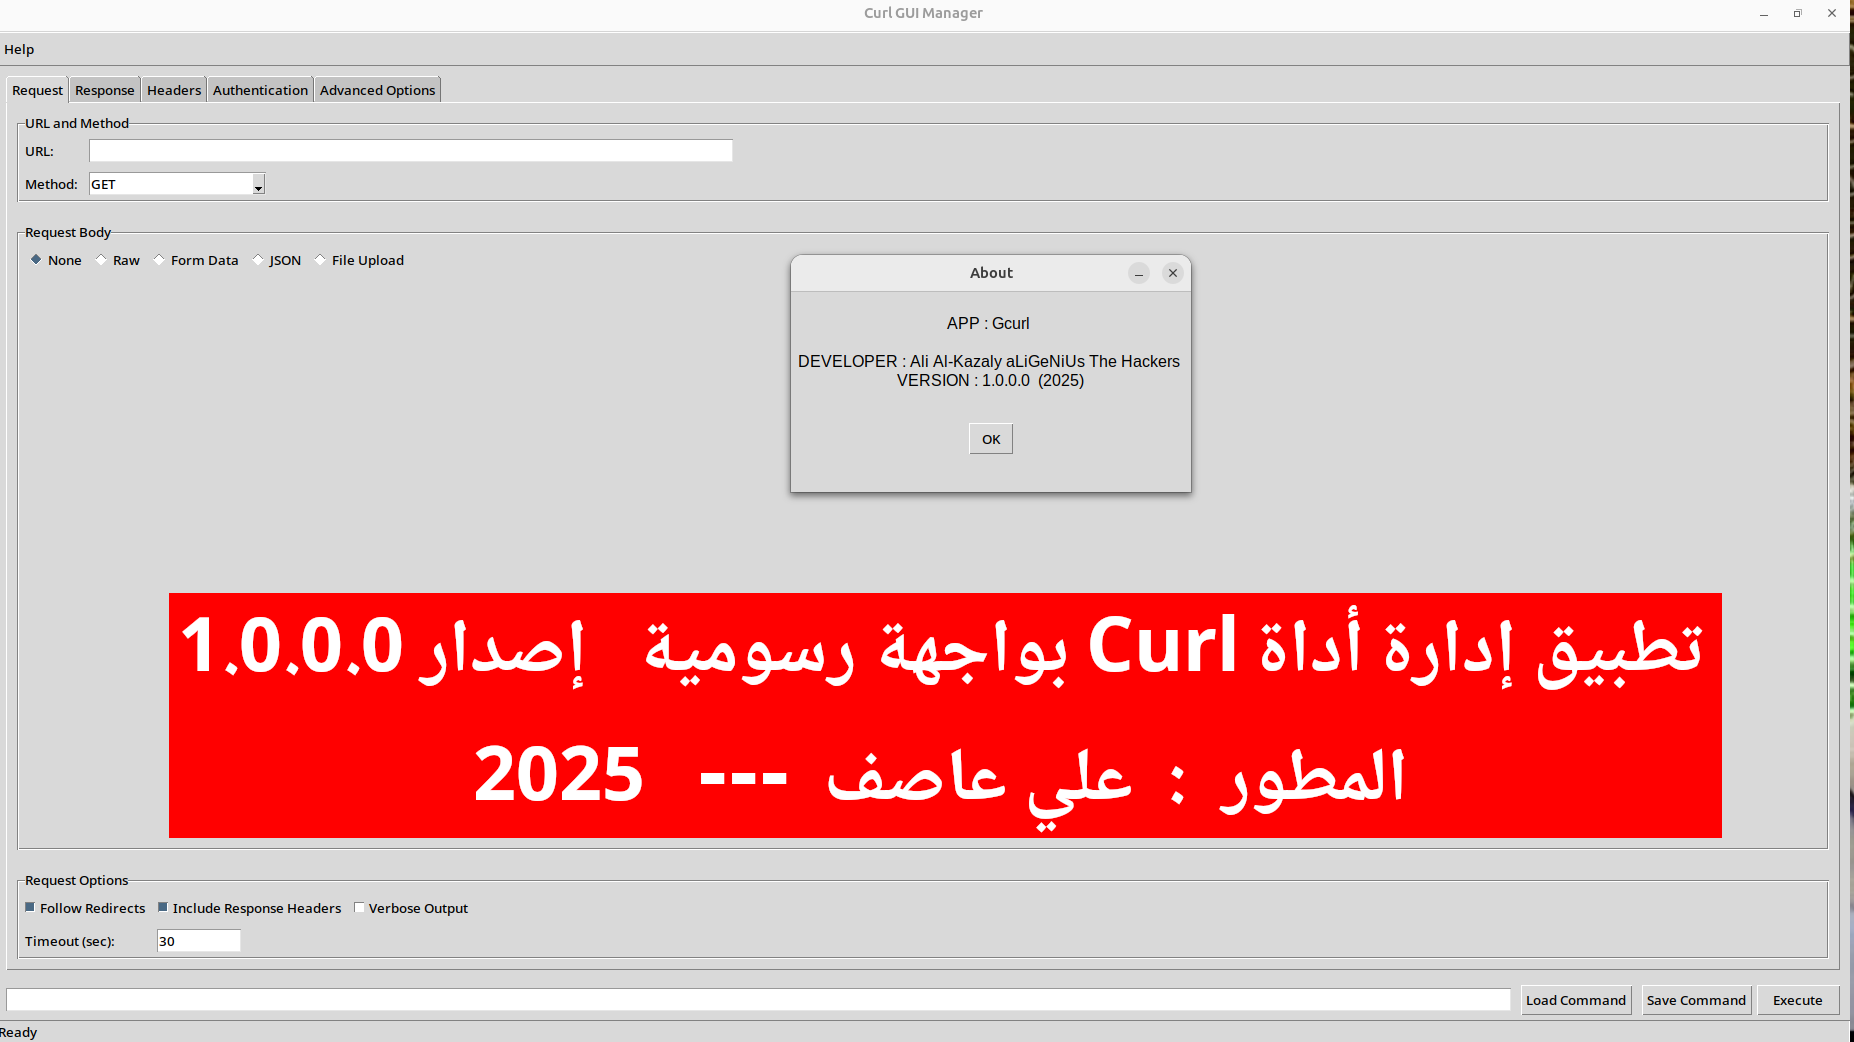 Curl GUI Manager
Help
Request Response Headers Authentication Advanced Options
URL and Method
URL:
Method: GET
Request Body
None Raw Form Data JSON File Upload
About
APP : Gcurl
DEVELOPER : Ali Al-Kazaly aLiGeNiUs The Hackers
VERSION : 1.0.0.0 (2025)
OK
تطبيق إدارة أداة Curl بواجهة رسومية إصدار 1.0.0.0
المطور : علي عاصف --- 2025
Request Options
Follow Redirects Include Response Headers Verbose Output
Timeout (sec): 30
Load Command Save Command Execute
Ready